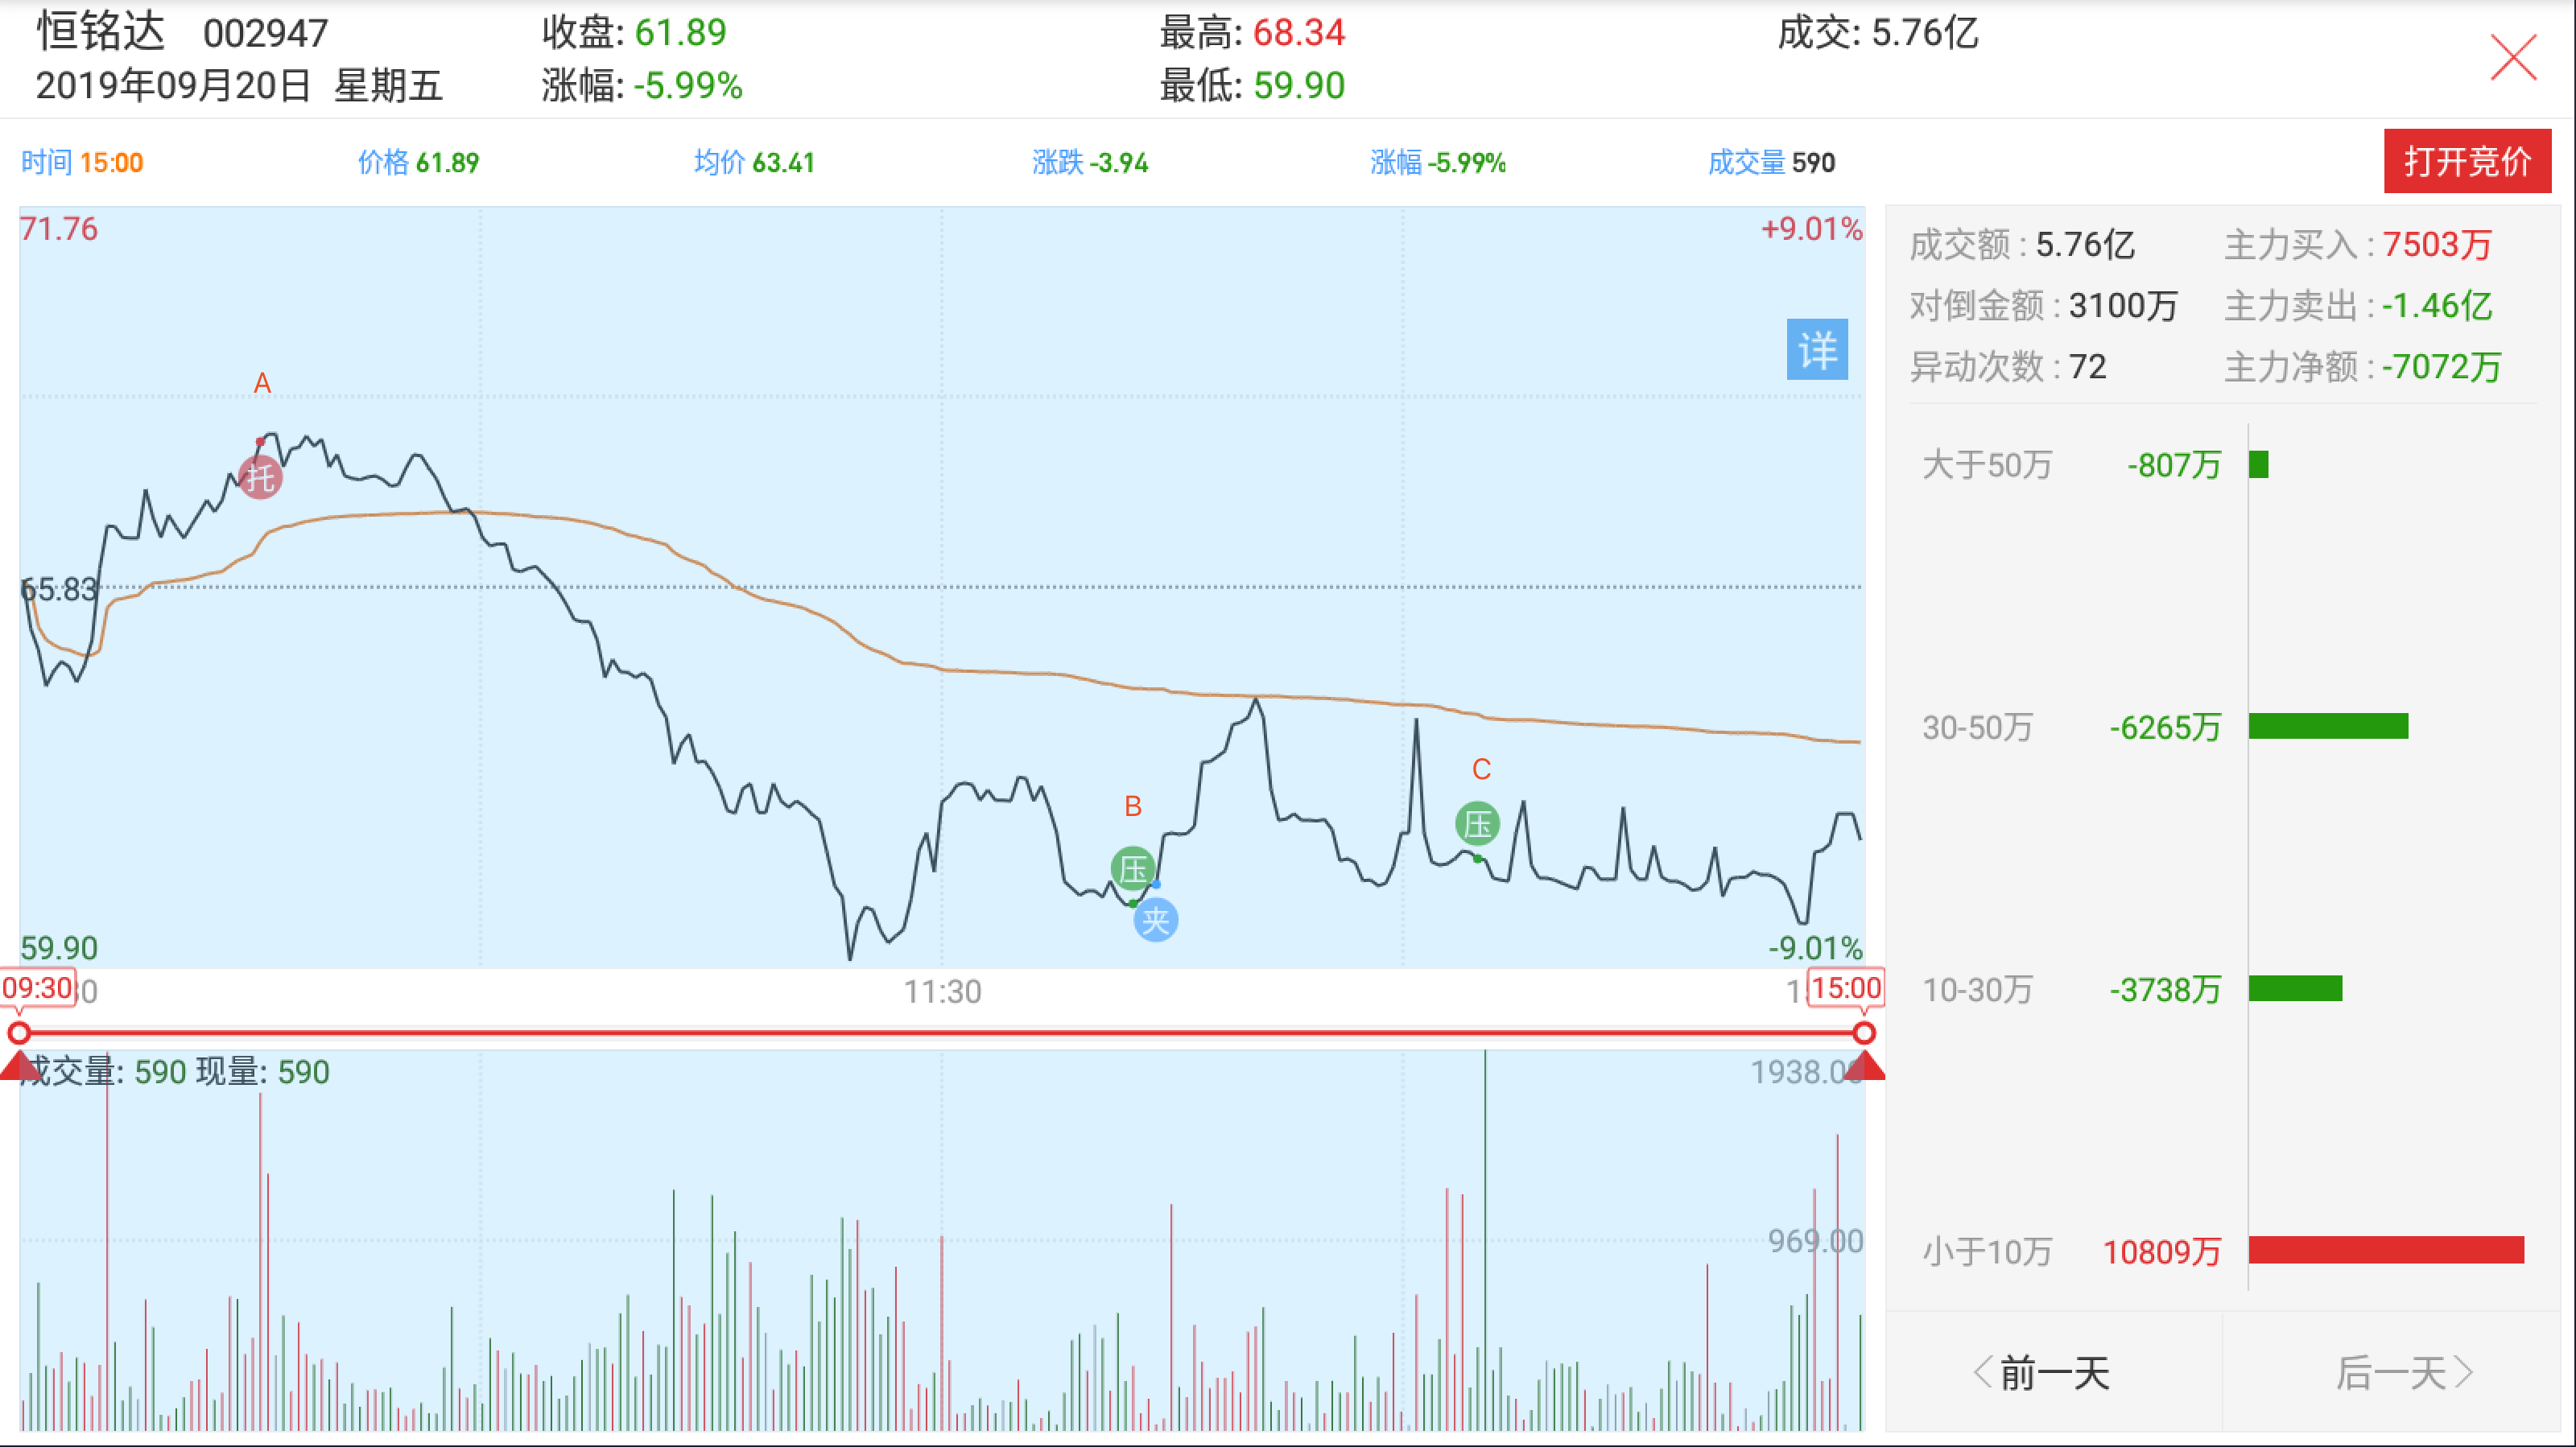 恒铭达 002947 收盘: 61.89 最高: 68.34 成交: 5.76亿
2019年09月20日 星期五 涨幅: -5.99% 最低: 59.90
时间 15:00 价格 61.89 均价 63.41 涨跌 -3.94 涨幅 -5.99% 成交量 590 打开竞价
71.76 +9.01%
详
A
托
65.83
B
压
夹
C
压
59.90 -9.01%
09:30 11:30 15:00
成交量: 590 现量: 590
969.00
成交额 : 5.76亿 主力买入 : 7503万
对倒金额 : 3100万 主力卖出 : -1.46亿
异动次数 : 72 主力净额 : -7072万
大于50万 -807万
30-50万 -6265万
10-30万 -3738万
小于10万 10809万
前一天 后一天